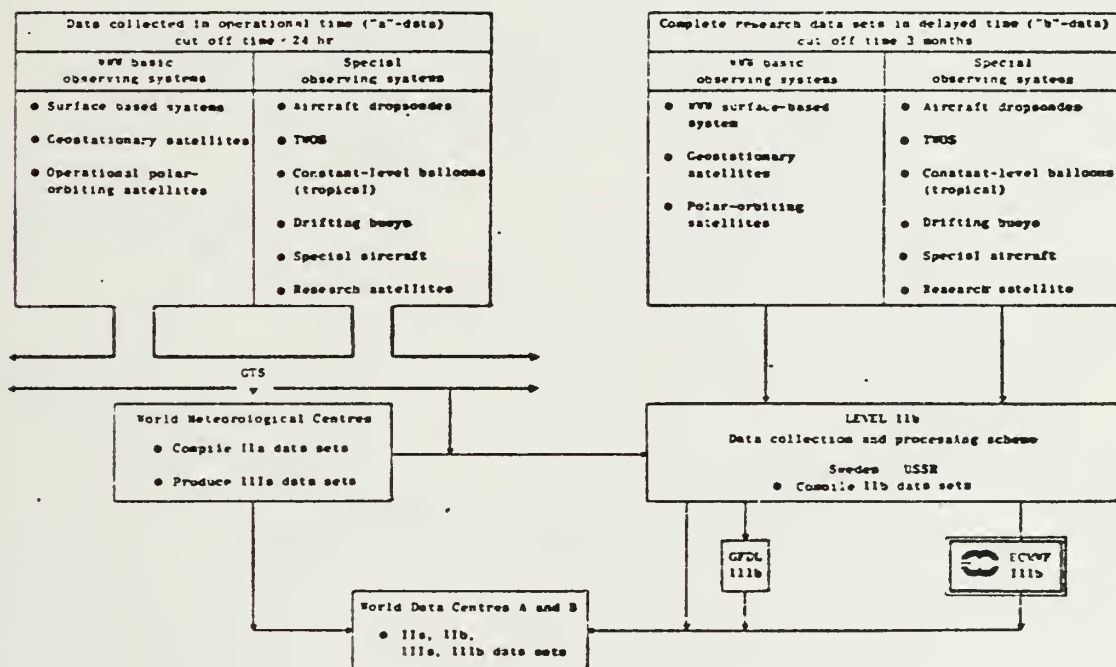 Data collected in operational time ("a"-data)
cut off time - 24 hr
WWW basic
observing systems
Special
observing systems
● Surface based systems
● Geostationary satellites
● Operational polar-
orbiting satellites
● Aircraft dropsondes
● TWOS
● Constant-level balloons
(tropical)
● Drifting buoys
● Special aircraft
● Research satellites
Complete research data sets in delayed time ("b"-data)
cut off time 3 months
WWW basic
observing systems
Special
observing systems
● WWW surface-based
system
● Geostationary
satellites
● Polar-orbiting
satellites
● Aircraft dropsondes
● TWOS
● Constant-level balloons
(tropical)
● Drifting buoys
● Special aircraft
● Research satellite
GTS
World Meteorological Centres
● Compile IIa data sets
● Produce IIIa data sets
LEVEL IIb
Data collection and processing scheme
Sweden USSR
● Compile IIb data sets
GFDL
IIIb
ECMWF
IIIb
World Data Centres A and B
● IIa, IIb,
IIIa, IIIb data sets